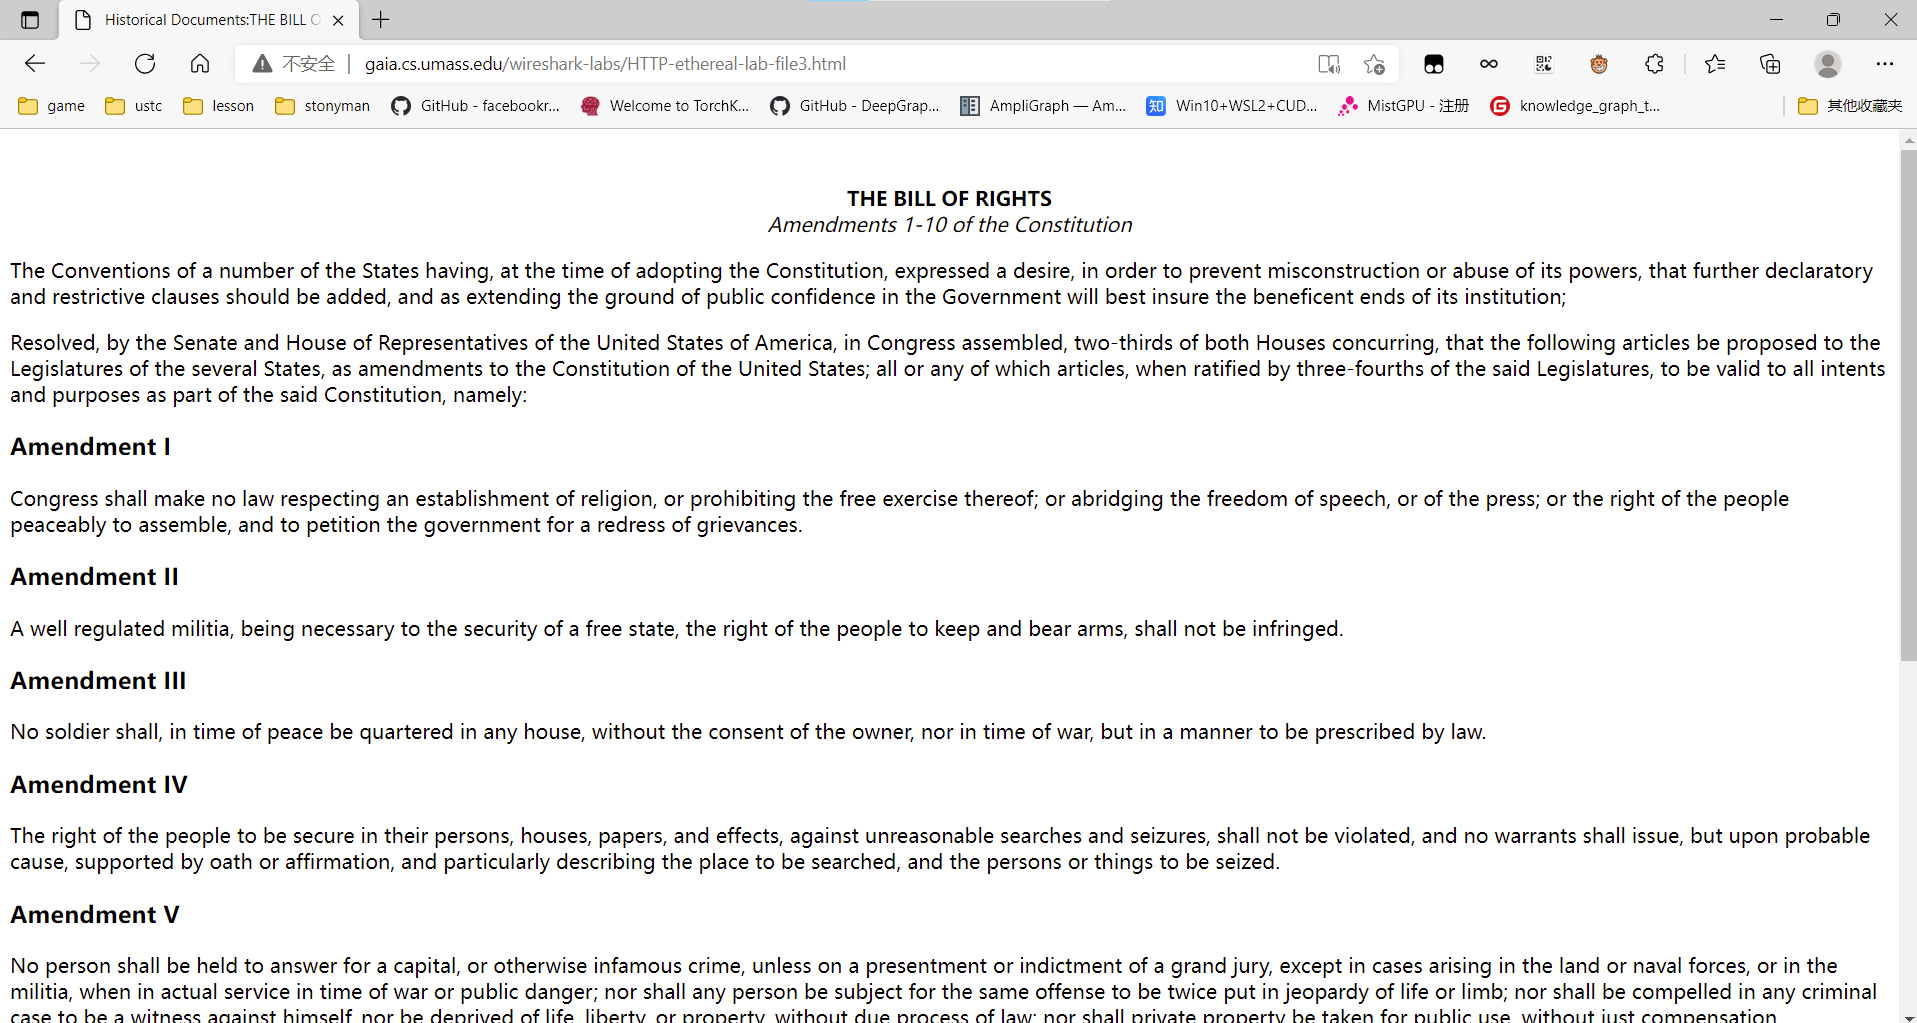 Historical Documents:THE BILL O
不安全 | gaia.cs.umass.edu/wireshark-labs/HTTP-ethereal-lab-file3.html
game ustc lesson stonyman GitHub - facebookr... Welcome to TorchK... GitHub - DeepGrap... AmpliGraph — Am... 知 Win10+WSL2+CUD... MistGPU - 注册 G knowledge_graph_t... 其他收藏夹
THE BILL OF RIGHTS
Amendments 1-10 of the Constitution
The Conventions of a number of the States having, at the time of adopting the Constitution, expressed a desire, in order to prevent misconstruction or abuse of its powers, that further declaratory
and restrictive clauses should be added, and as extending the ground of public confidence in the Government will best insure the beneficent ends of its institution;
Resolved, by the Senate and House of Representatives of the United States of America, in Congress assembled, two-thirds of both Houses concurring, that the following articles be proposed to the
Legislatures of the several States, as amendments to the Constitution of the United States; all or any of which articles, when ratified by three-fourths of the said Legislatures, to be valid to all intents
and purposes as part of the said Constitution, namely:
Amendment I
Congress shall make no law respecting an establishment of religion, or prohibiting the free exercise thereof; or abridging the freedom of speech, or of the press; or the right of the people
peaceably to assemble, and to petition the government for a redress of grievances.
Amendment II
A well regulated militia, being necessary to the security of a free state, the right of the people to keep and bear arms, shall not be infringed.
Amendment III
No soldier shall, in time of peace be quartered in any house, without the consent of the owner, nor in time of war, but in a manner to be prescribed by law.
Amendment IV
The right of the people to be secure in their persons, houses, papers, and effects, against unreasonable searches and seizures, shall not be violated, and no warrants shall issue, but upon probable
cause, supported by oath or affirmation, and particularly describing the place to be searched, and the persons or things to be seized.
Amendment V
No person shall be held to answer for a capital, or otherwise infamous crime, unless on a presentment or indictment of a grand jury, except in cases arising in the land or naval forces, or in the
militia, when in actual service in time of war or public danger; nor shall any person be subject for the same offense to be twice put in jeopardy of life or limb; nor shall be compelled in any criminal
case to be a witness against himself, nor be deprived of life, liberty, or property, without due process of law; nor shall private property be taken for public use, without just compensation.